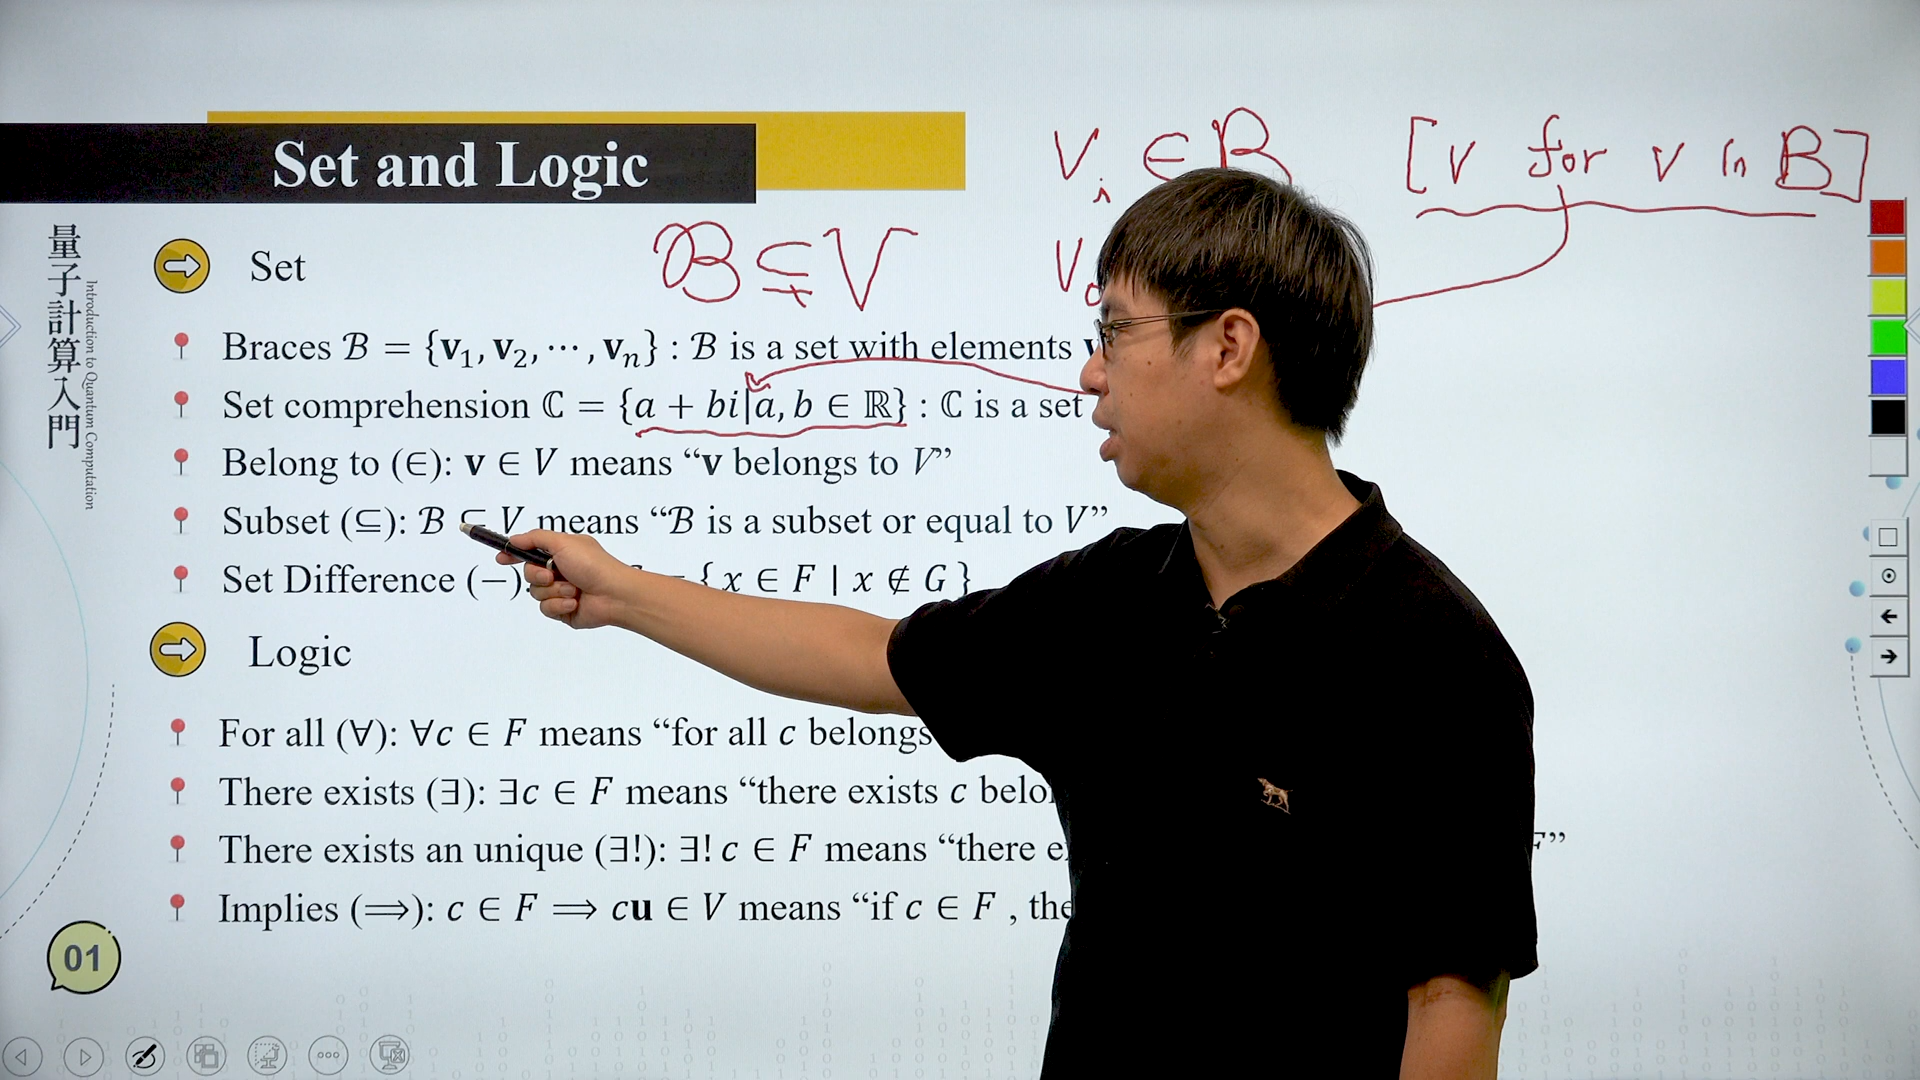 Set and Logic
V_i ∈ B
[v for v in B]
量子計算入門
Introduction to Quantum Computation
Set
B ⊊ V
V
Braces ℬ = {v₁, v₂, ⋯, vₙ} : ℬ is a set with elements
Set comprehension ℂ = {a + bi|a, b ∈ ℝ} : ℂ is a set
Belong to (∈): v ∈ V means “v belongs to V”
Subset (⊆): ℬ ⊆ V means “ℬ is a subset or equal to V”
Set Difference (−): = { x ∈ F | x ∉ G }
Logic
For all (∀): ∀c ∈ F means “for all c belongs
There exists (∃): ∃c ∈ F means “there exists c
There exists an unique (∃!): ∃! c ∈ F means “there F”
Implies (⟹): c ∈ F ⟹ cu ∈ V means “if c ∈ F , the
01